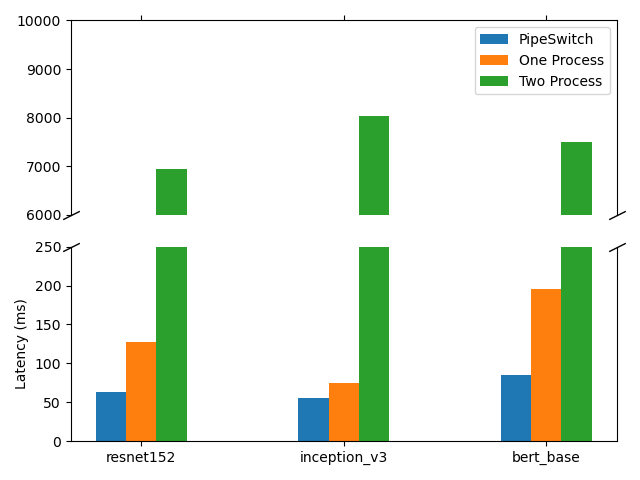 10000
9000
8000
7000
6000
PipeSwitch
One Process
Two Process
250
200
150
100
50
0
Latency (ms)
resnet152
inception_v3
bert_base